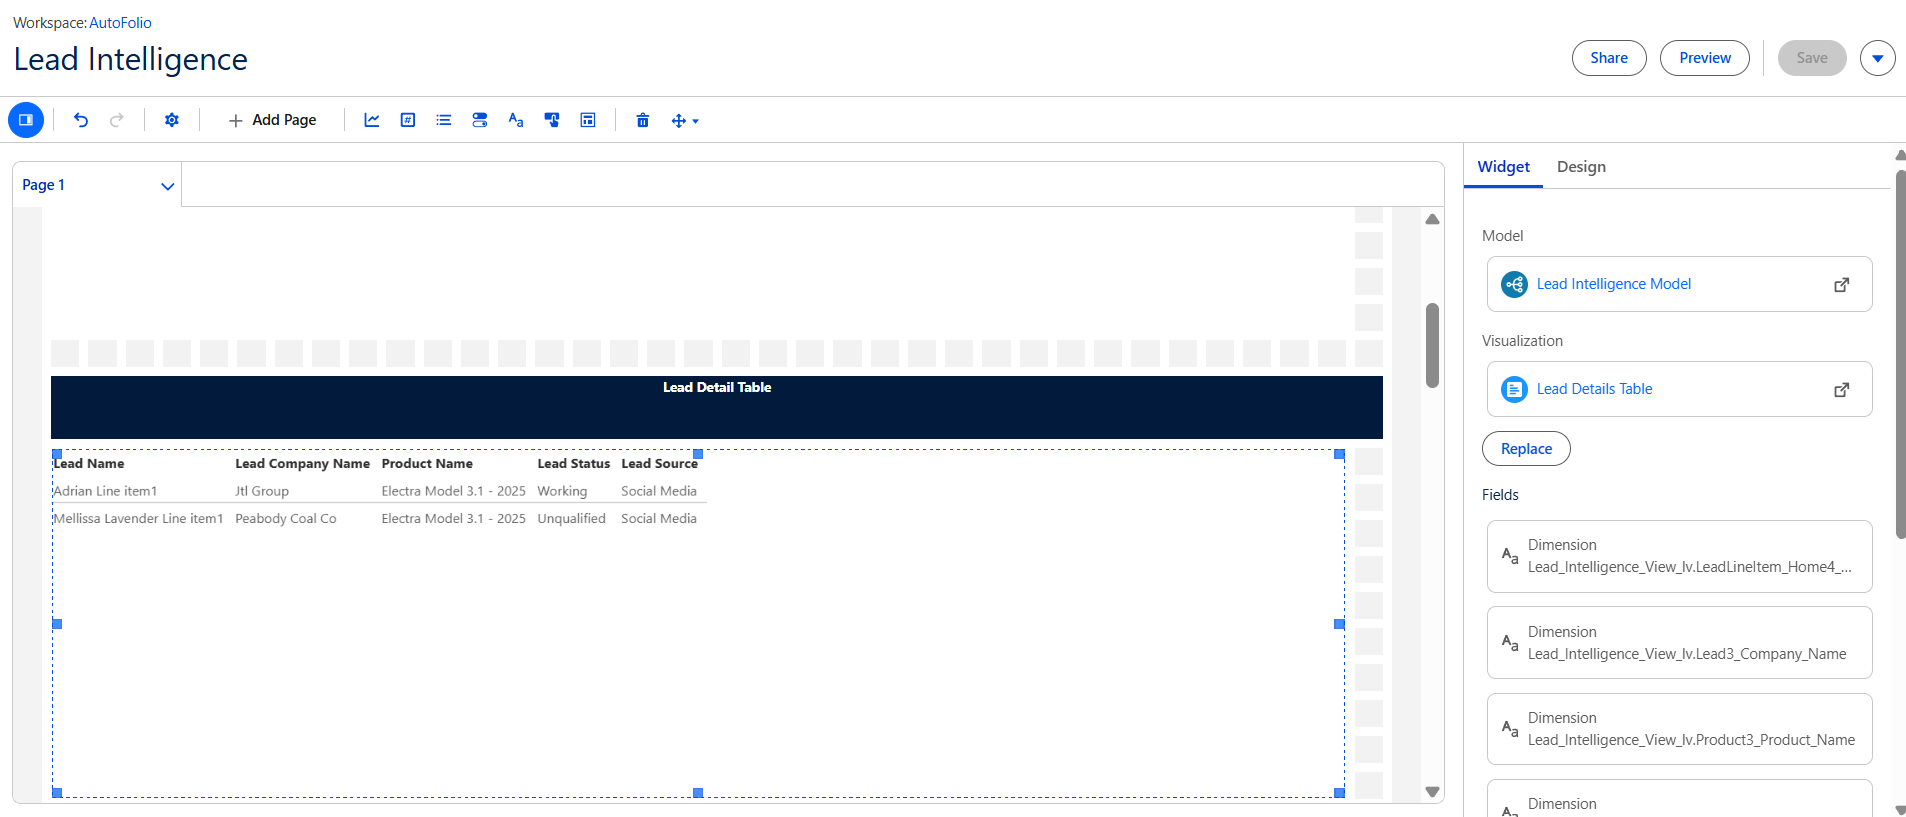 Workspace: AutoFolio
Lead Intelligence
Share
Preview
Save
Add Page
Page 1
Lead Detail Table
Lead Name Lead Company Name Product Name Lead Status Lead Source
Adrian Line item1 Jtl Group Electra Model 3.1 - 2025 Working Social Media
Mellissa Lavender Line item1 Peabody Coal Co Electra Model 3.1 - 2025 Unqualified Social Media
Widget Design
Model
Lead Intelligence Model
Visualization
Lead Details Table
Replace
Fields
Dimension
Lead_Intelligence_View_lv.LeadLineItem_Home4_...
Dimension
Lead_Intelligence_View_lv.Lead3_Company_Name
Dimension
Lead_Intelligence_View_lv.Product3_Product_Name
Dimension